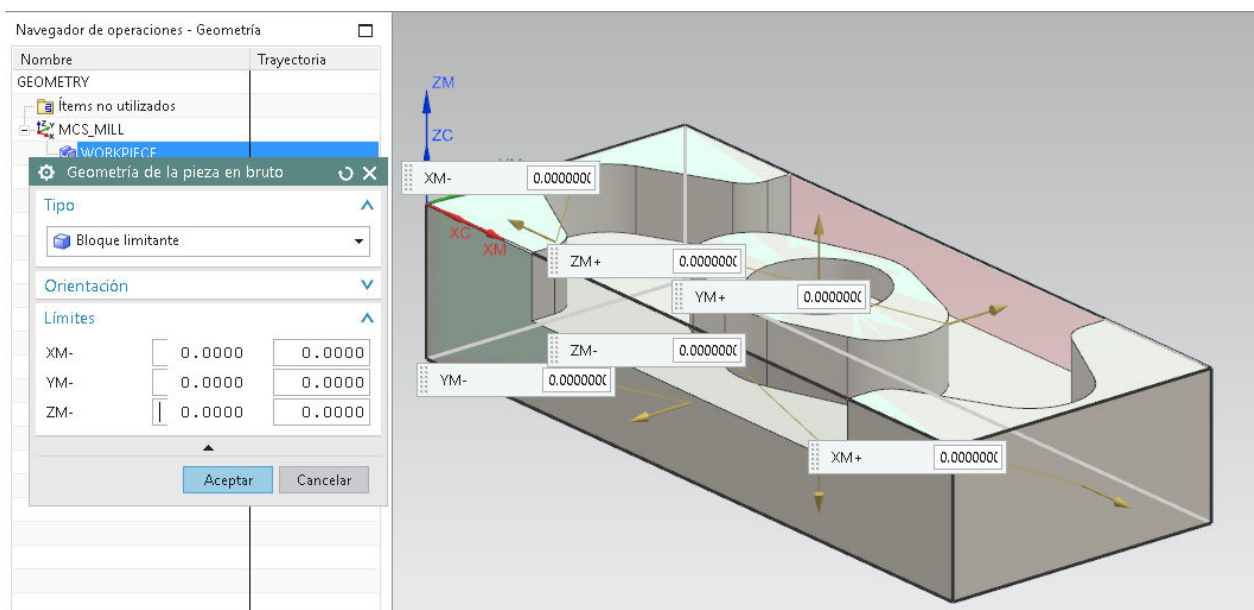 Navegador de operaciones - Geometría
Nombre Trayectoria
GEOMETRY
Ítems no utilizados
MCS_MILL
WORKPIECE
Geometría de la pieza en bruto
Tipo
Bloque limitante
Orientación
Límites
XM- 0.0000 0.0000
YM- 0.0000 0.0000
ZM- 0.0000 0.0000
Aceptar Cancelar
ZM
ZC
XM- 0.000000(
XC
XM
ZM+ 0.000000(
YM+ 0.000000(
ZM- 0.000000(
YM- 0.000000(
XM+ 0.000000(